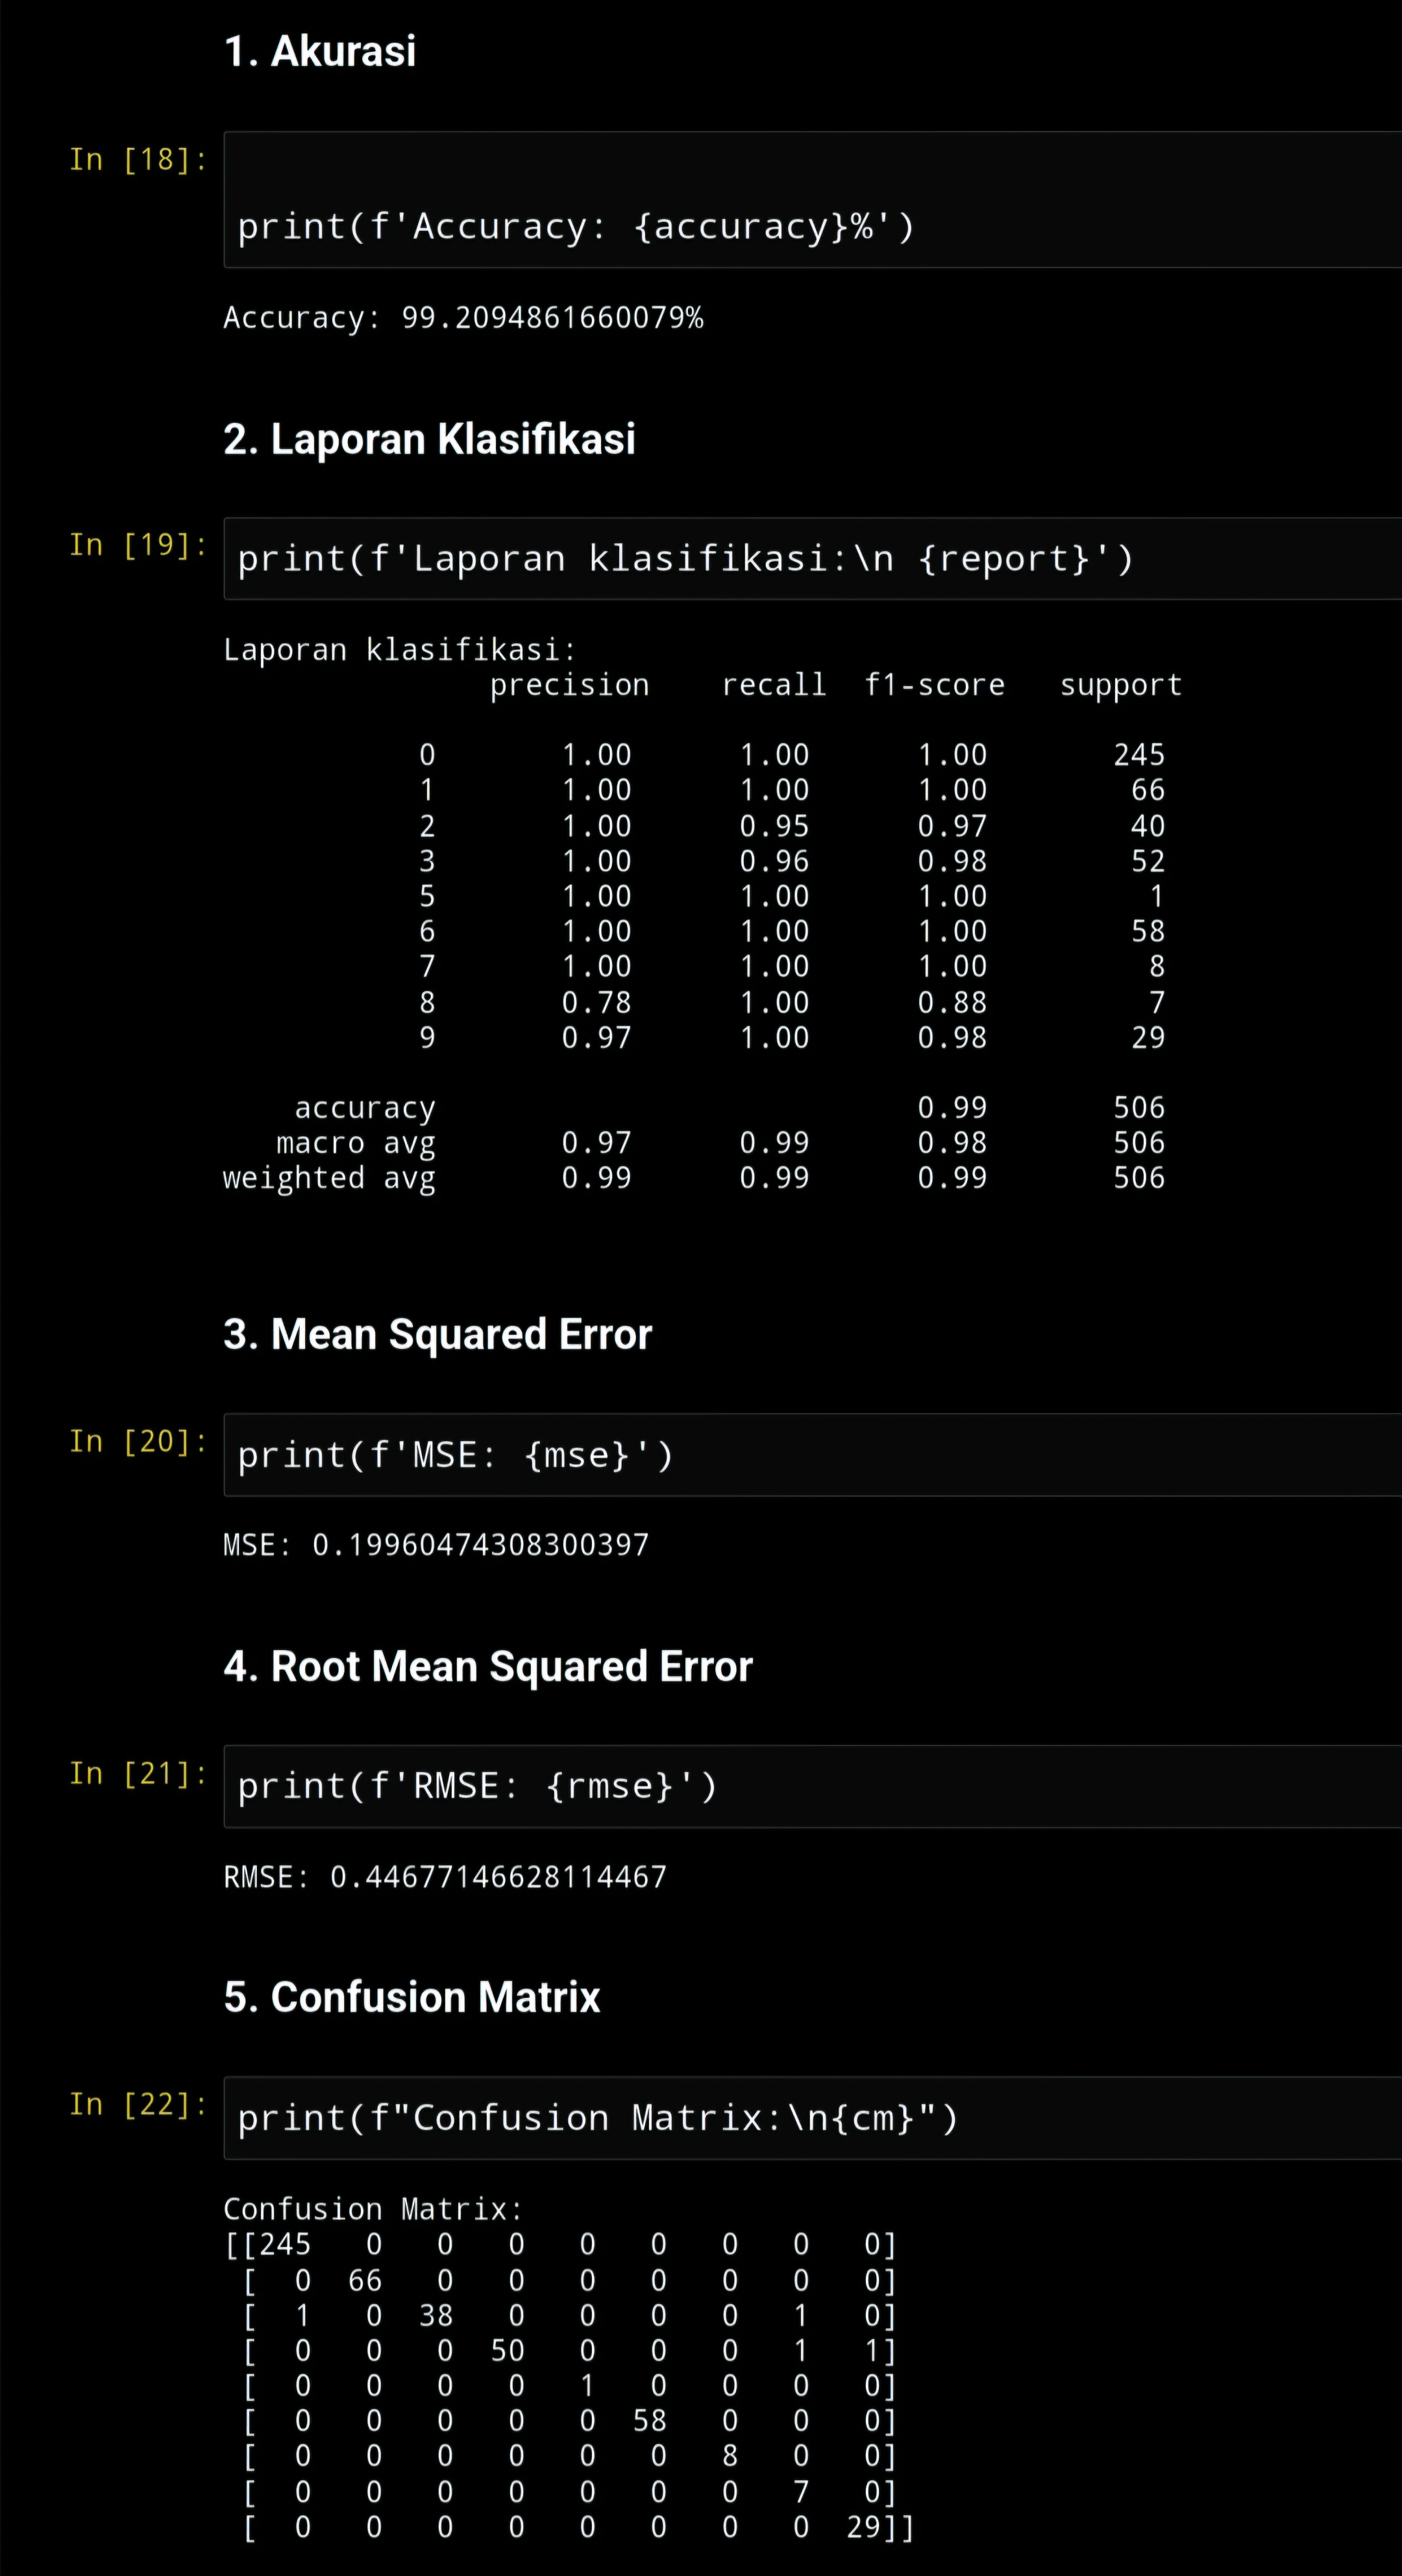 1. Akurasi
In [18]:
print(f'Accuracy: {accuracy}%')
Accuracy: 99.2094861660079%
2. Laporan Klasifikasi
In [19]:
print(f'Laporan klasifikasi:\n {report}')
Laporan klasifikasi:
               precision    recall  f1-score   support

           0       1.00      1.00      1.00       245
           1       1.00      1.00      1.00        66
           2       1.00      0.95      0.97        40
           3       1.00      0.96      0.98        52
           5       1.00      1.00      1.00         1
           6       1.00      1.00      1.00        58
           7       1.00      1.00      1.00         8
           8       0.78      1.00      0.88         7
           9       0.97      1.00      0.98        29

    accuracy                           0.99       506
   macro avg       0.97      0.99      0.98       506
weighted avg       0.99      0.99      0.99       506
3. Mean Squared Error
In [20]:
print(f'MSE: {mse}')
MSE: 0.19960474308300397
4. Root Mean Squared Error
In [21]:
print(f'RMSE: {rmse}')
RMSE: 0.44677146628114467
5. Confusion Matrix
In [22]:
print(f"Confusion Matrix:\n{cm}")
Confusion Matrix:
[[245   0   0   0   0   0   0   0   0]
 [  0  66   0   0   0   0   0   0   0]
 [  1   0  38   0   0   0   0   1   0]
 [  0   0   0  50   0   0   0   1   1]
 [  0   0   0   0   1   0   0   0   0]
 [  0   0   0   0   0  58   0   0   0]
 [  0   0   0   0   0   0   8   0   0]
 [  0   0   0   0   0   0   0   7   0]
 [  0   0   0   0   0   0   0   0  29]]